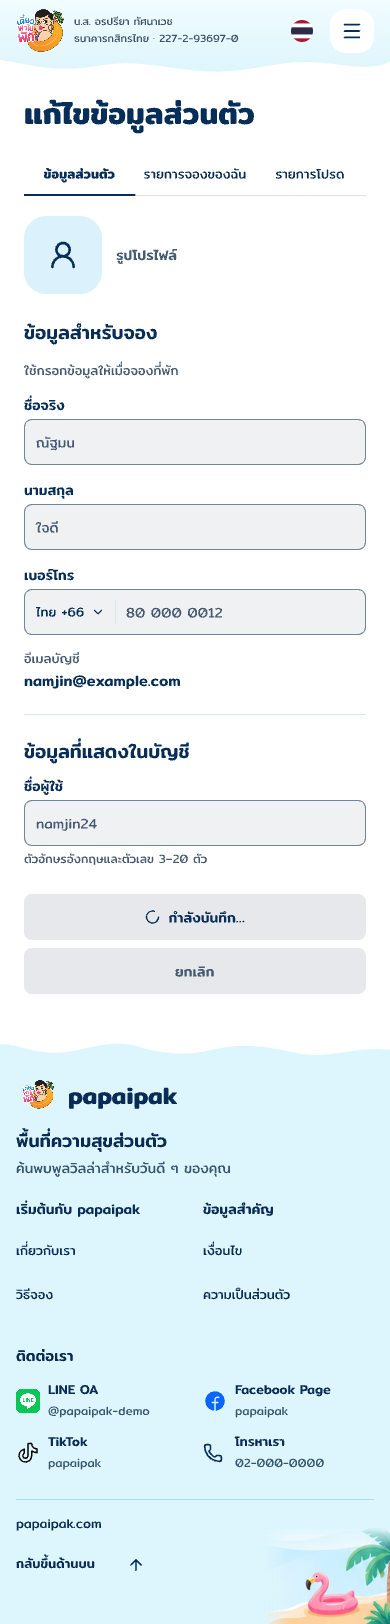 น.ส. อรปรียา ทัศนาเวช
ธนาคารกสิกรไทย · 227-2-93697-0
แก้ไขข้อมูลส่วนตัว
ข้อมูลส่วนตัว รายการจองของฉัน รายการโปรด
รูปโปรไฟล์
ข้อมูลสำหรับจอง
ใช้กรอกข้อมูลให้เมื่อจองที่พัก
ชื่อจริง
ณัฐมน
นามสกุล
ใจดี
เบอร์โทร
ไทย +66 80 000 0012
อีเมลบัญชี
namjin@example.com
ข้อมูลที่แสดงในบัญชี
ชื่อผู้ใช้
namjin24
ตัวอักษรอังกฤษและตัวเลข 3–20 ตัว
กำลังบันทึก...
ยกเลิก
papaipak
พื้นที่ความสุขส่วนตัว
ค้นพบพูลวิลล่าสำหรับวันดี ๆ ของคุณ
เริ่มต้นกับ papaipak ข้อมูลสำคัญ
เกี่ยวกับเรา เงื่อนไข
วิธีจอง ความเป็นส่วนตัว
ติดต่อเรา
LINE OA Facebook Page
@papaipak-demo papaipak
TikTok โทรหาเรา
papaipak 02-000-0000
papaipak.com
กลับขึ้นด้านบน